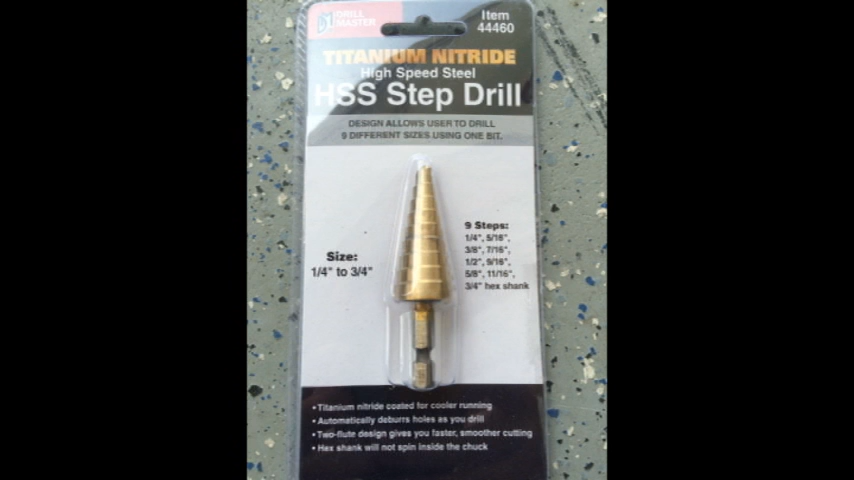 DM DRILL MASTER
Item
44460
TITANIUM NITRIDE
High Speed Steel
HSS Step Drill
DESIGN ALLOWS USER TO DRILL
9 DIFFERENT SIZES USING ONE BIT.
Size:
1/4" to 3/4"
9 Steps:
1/4", 5/16",
3/8", 7/16",
1/2", 9/16",
5/8", 11/16",
3/4" hex shank
• Titanium nitride coated for cooler running
• Automatically deburrs holes as you drill
• Two-flute design gives you faster, smoother cutting
• Hex shank will not spin inside the chuck